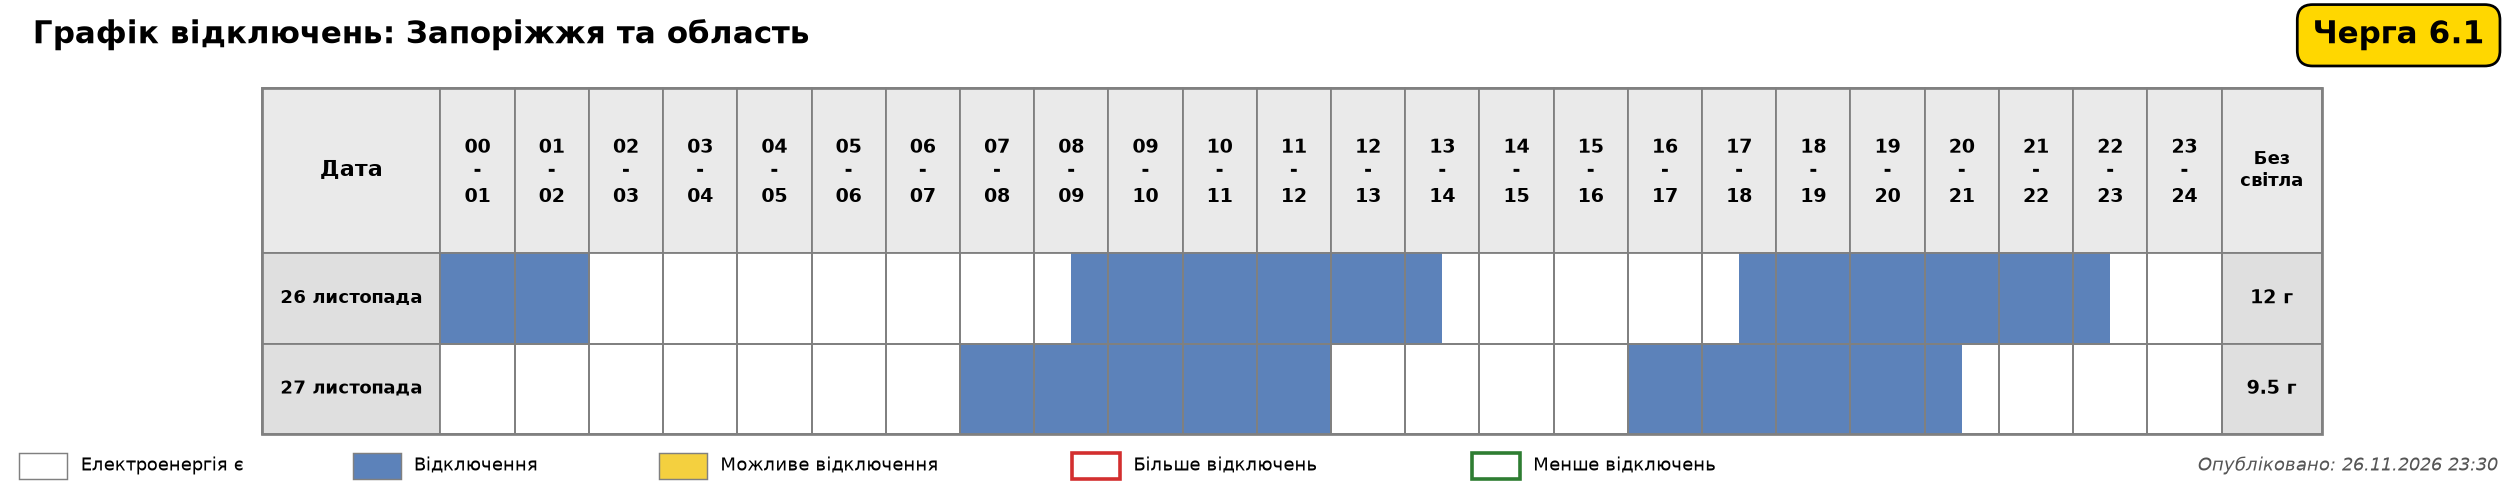 Графік відключень: Запоріжжя та область
Черга 6.1
Дата
00 - 01
01 - 02
02 - 03
03 - 04
04 - 05
05 - 06
06 - 07
07 - 08
08 - 09
09 - 10
10 - 11
11 - 12
12 - 13
13 - 14
14 - 15
15 - 16
16 - 17
17 - 18
18 - 19
19 - 20
20 - 21
21 - 22
22 - 23
23 - 24
Без
світла
26 листопада
12 г
27 листопада
9.5 г
Електроенергія є
Відключення
Можливе відключення
Більше відключень
Менше відключень
Опубліковано: 26.11.2026 23:30